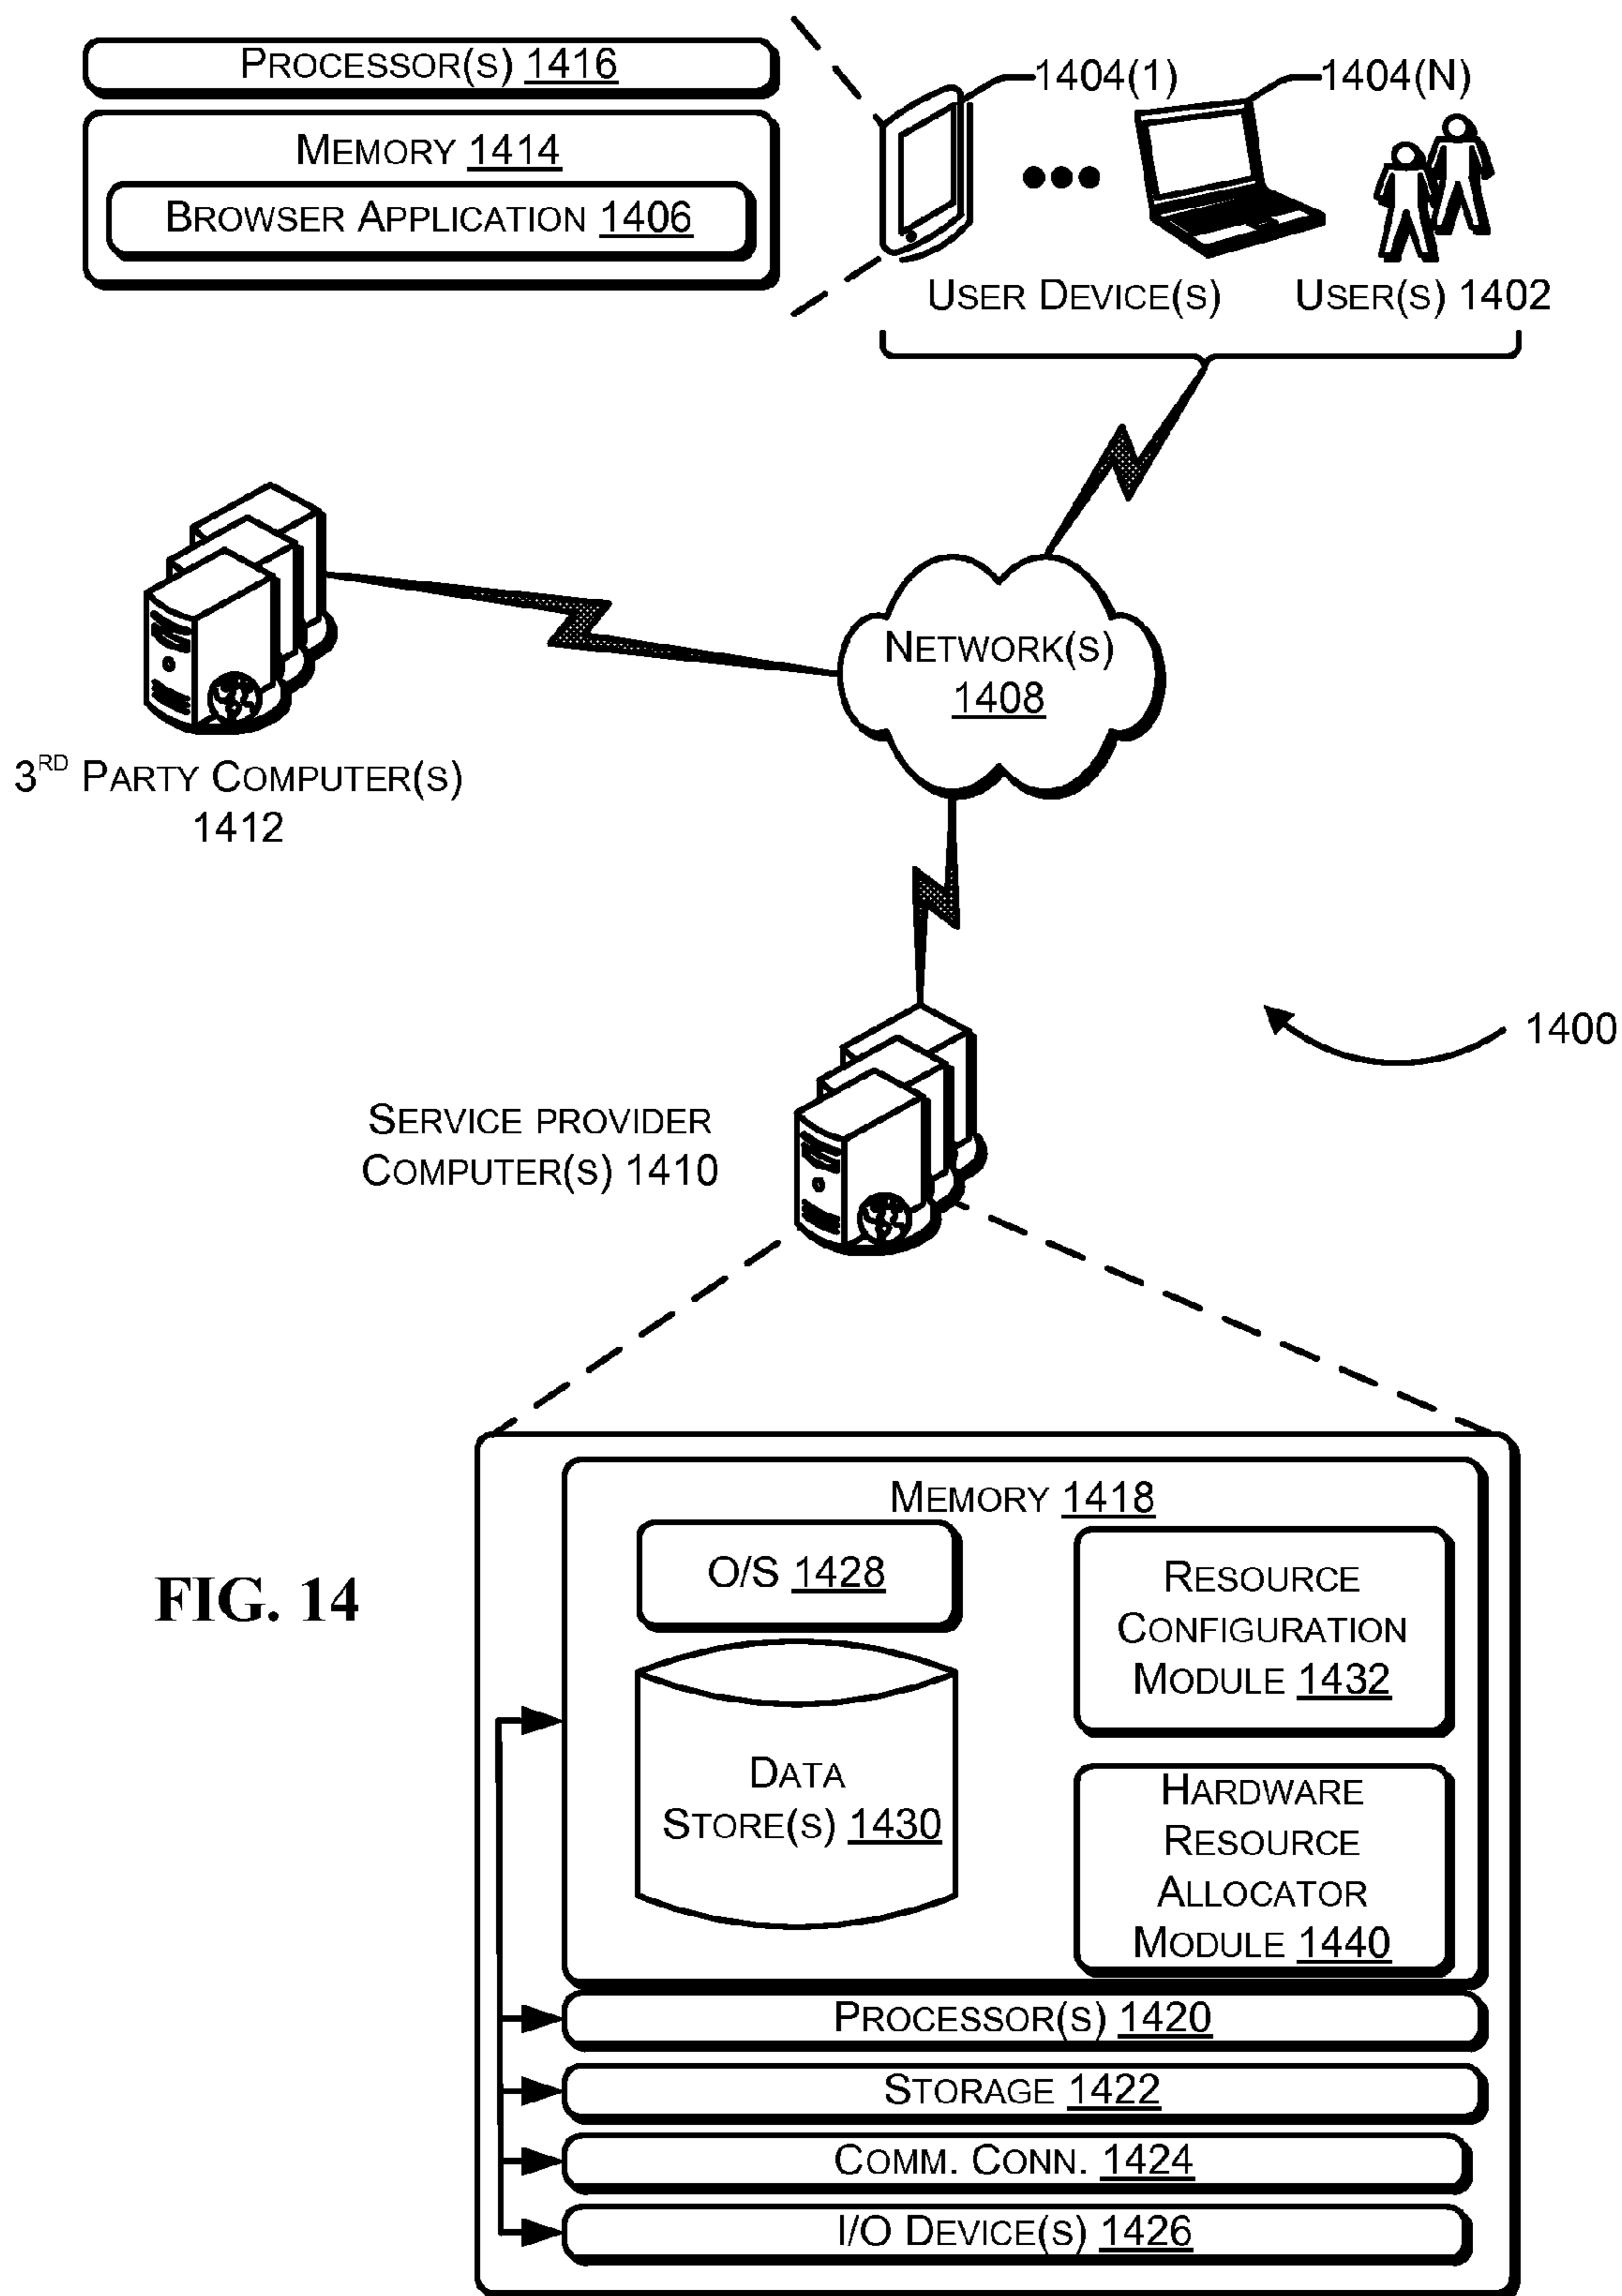 PROCESSOR(S) 1416
MEMORY 1414
BROWSER APPLICATION 1406
1404(1)
1404(N)
USER DEVICE(S)
USER(S) 1402
NETWORK(S)
1408
3RD PARTY COMPUTER(S)
1412
1400
SERVICE PROVIDER
COMPUTER(S) 1410
FIG. 14
MEMORY 1418
O/S 1428
DATA
STORE(S) 1430
RESOURCE
CONFIGURATION
MODULE 1432
HARDWARE
RESOURCE
ALLOCATOR
MODULE 1440
PROCESSOR(S) 1420
STORAGE 1422
COMM. CONN. 1424
I/O DEVICE(S) 1426